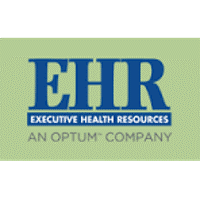 EHR
EXECUTIVE HEALTH RESOURCES
AN OPTUM™ COMPANY